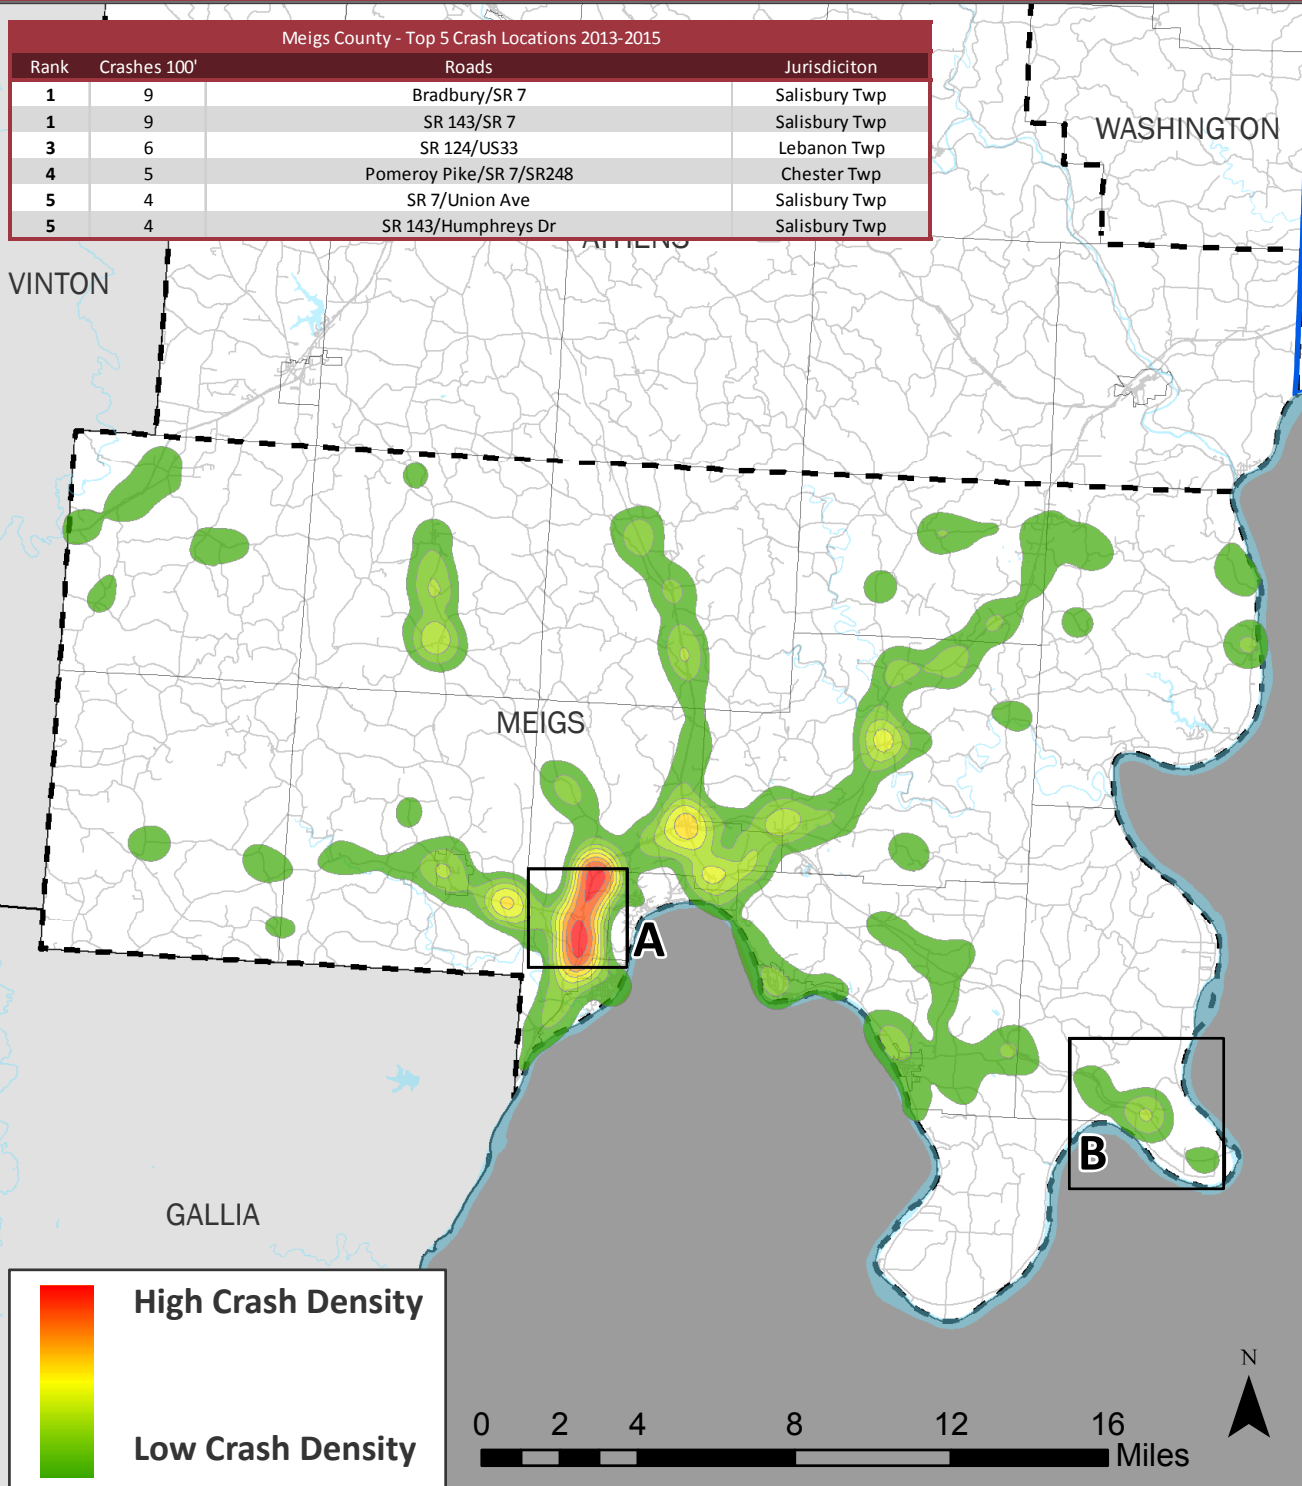 Meigs County - Top 5 Crash Locations 2013-2015
Rank Crashes 100' Roads Jurisdiciton
1 9 Bradbury/SR 7 Salisbury Twp
1 9 SR 143/SR 7 Salisbury Twp
3 6 SR 124/US33 Lebanon Twp
4 5 Pomeroy Pike/SR 7/SR248 Chester Twp
5 4 SR 7/Union Ave Salisbury Twp
5 4 SR 143/Humphreys Dr Salisbury Twp
WASHINGTON
ATHENS
VINTON
MEIGS
A
B
GALLIA
High Crash Density
Low Crash Density
N
0 2 4 8 12 16
Miles